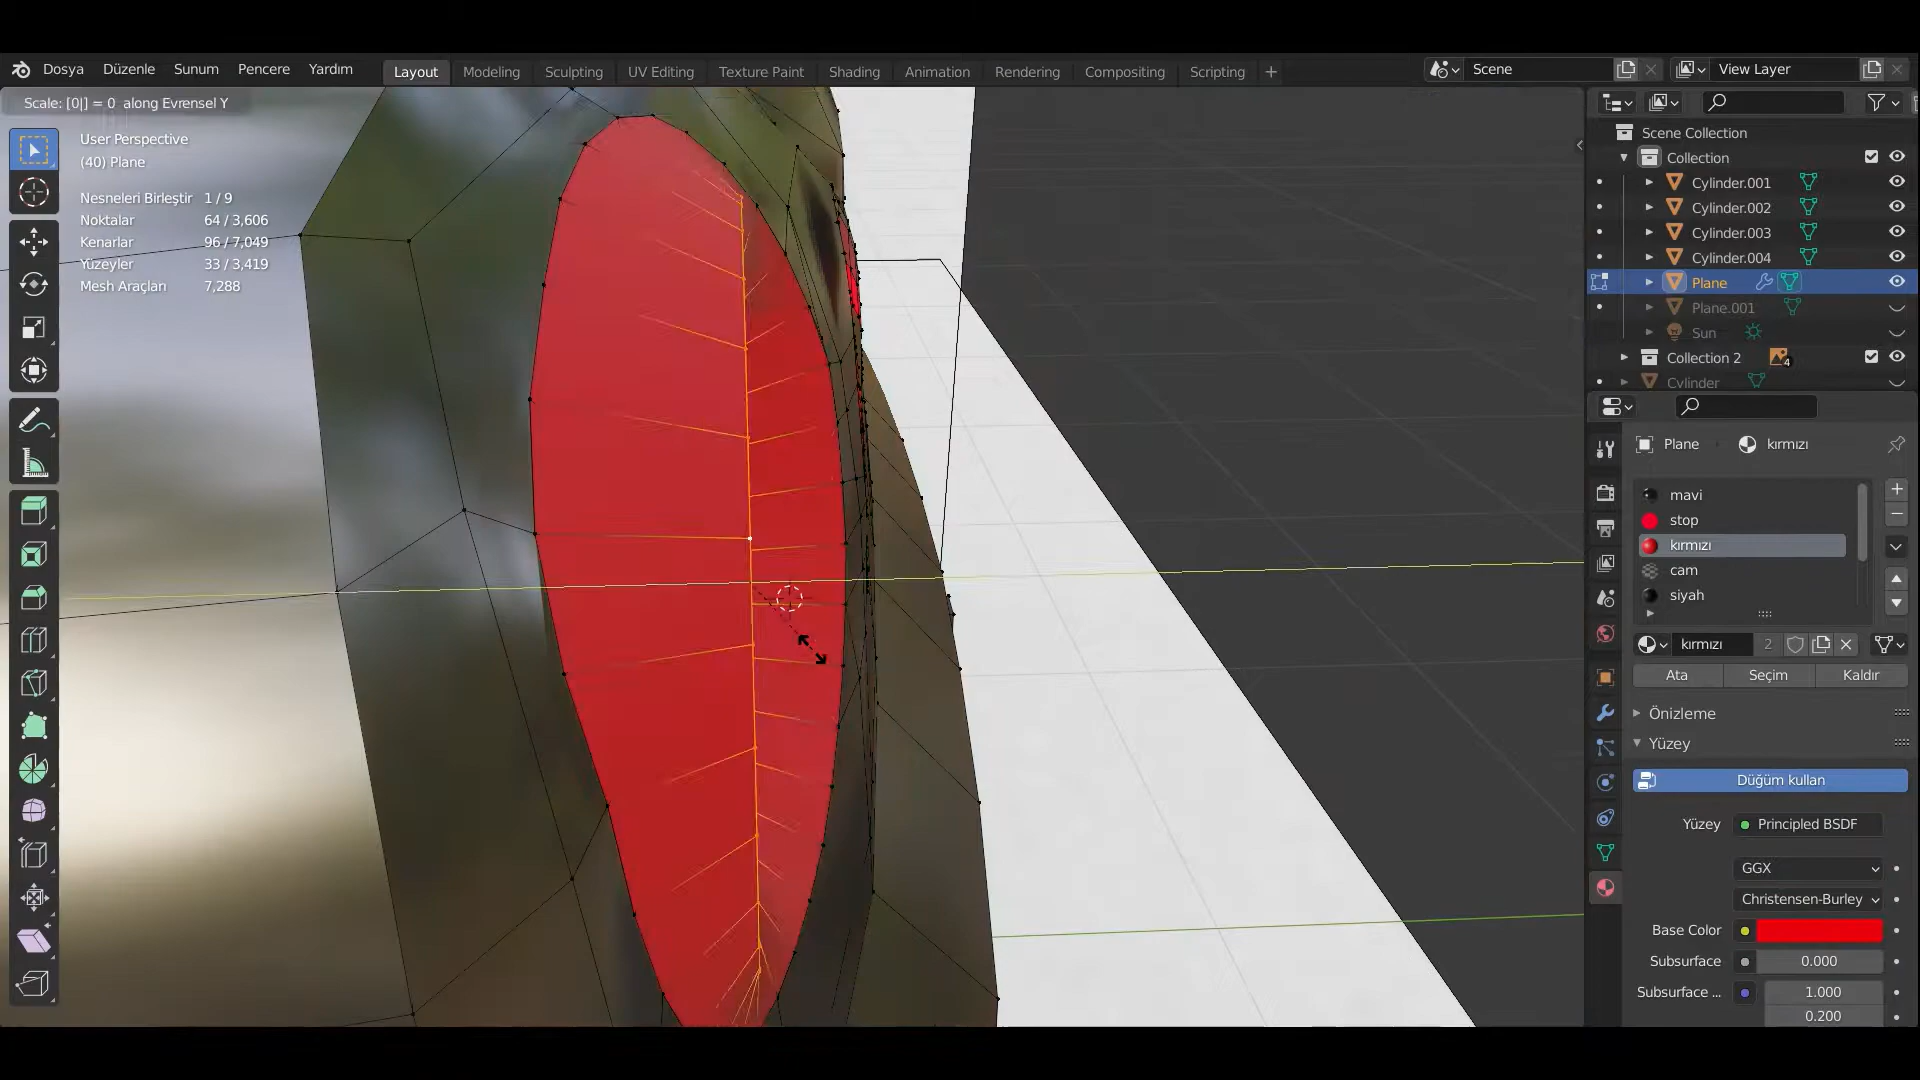 Dosya Düzenle Sunum Pencere Yardım Layout Modeling Sculpting UV Editing Texture Paint Shading Animation Rendering Compositing Scripting + Scene View Layer
Scale: [0|] = 0 along Evrensel Y
User Perspective
(40) Plane
Nesneleri Birleştir 1 / 9
Noktalar 64 / 3,606
Kenarlar 96 / 7,049
Yüzeyler 33 / 3,419
Mesh Araçları 7,288
Scene Collection
Collection
Cylinder.001
Cylinder.002
Cylinder.003
Cylinder.004
Plane
Plane.001
Sun
Collection 2 4
Cylinder
Plane kırmızı
mavi
stop
kırmızı
cam
siyah
kırmızı 2
Ata Seçim Kaldır
Önizleme
Yüzey
Düğüm kullan
Yüzey Principled BSDF
GGX
Christensen-Burley
Base Color
Subsurface 0.000
Subsurface ... 1.000
0.200